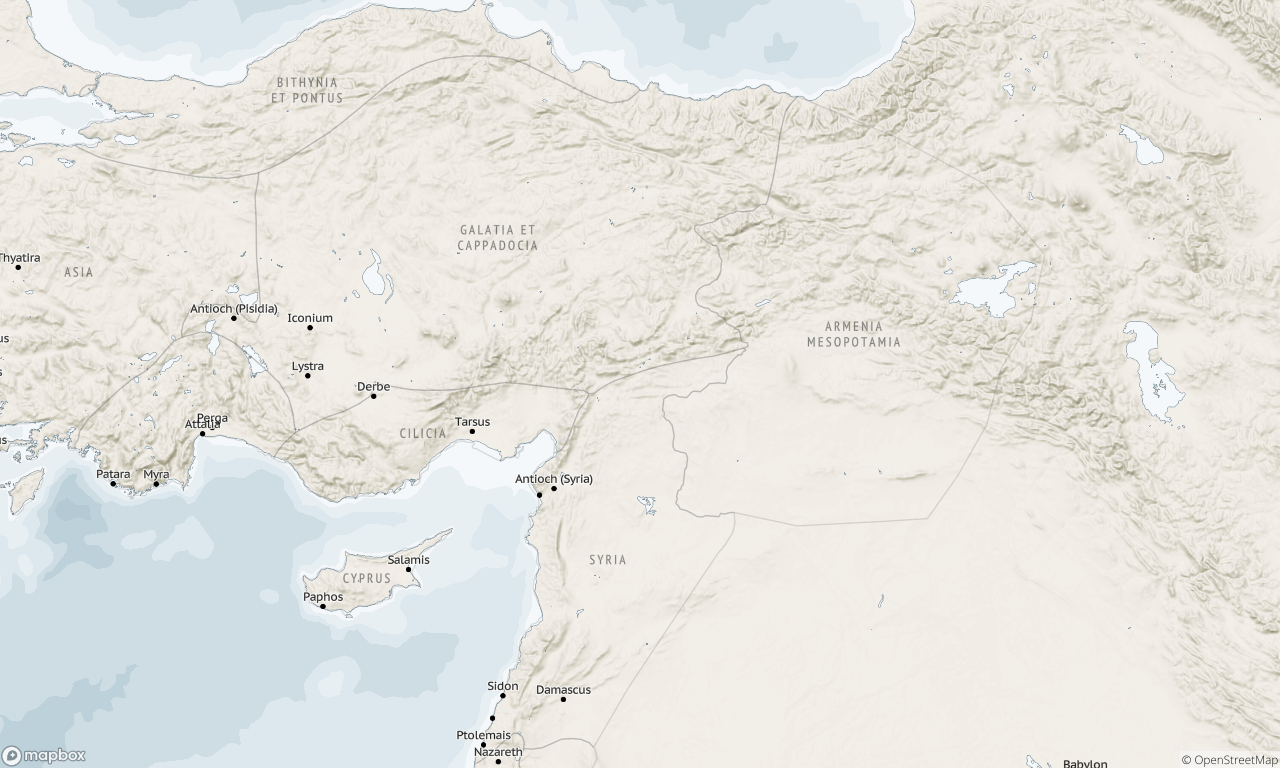 BITHYNIA
ET PONTUS
GALATIA ET
CAPPADOCIA
Thyatira
ASIA
Antioch (Pisidia)
Iconium
ARMENIA
MESOPOTAMIA
Lystra
Derbe
Perga
Attalia
Tarsus
CILICIA
Patara
Myra
Antioch (Syria)
SYRIA
Salamis
CYPRUS
Paphos
Sidon
Damascus
Ptolemais
Nazareth
mapbox
© OpenStreetMap
Babylon